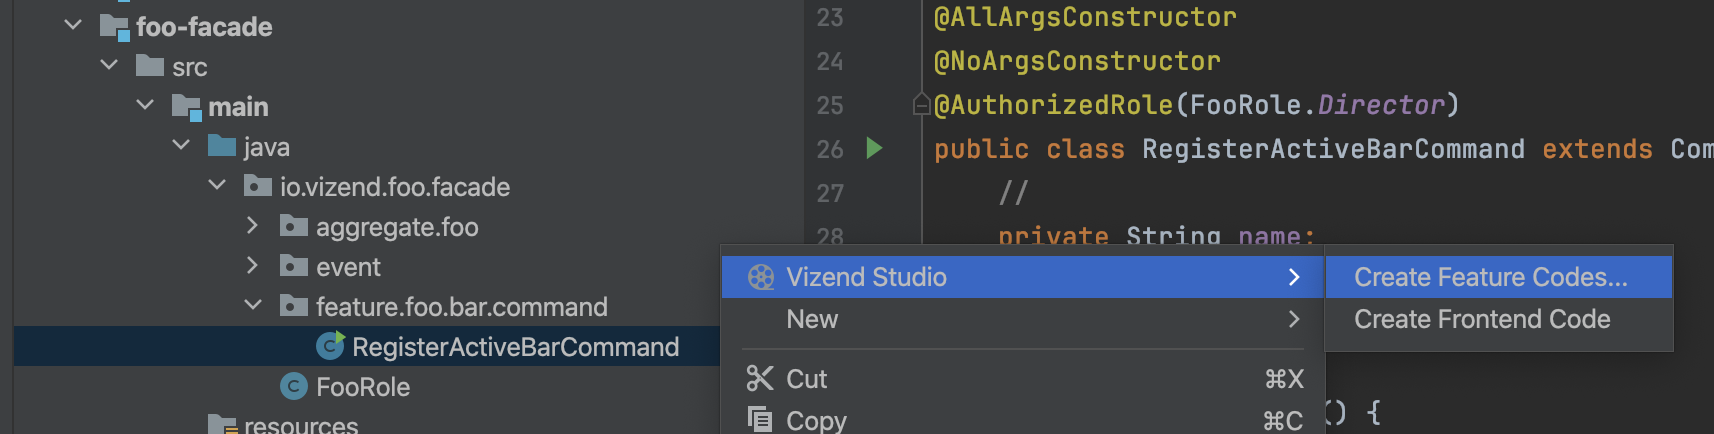 foo-facade
src
main
java
io.vizend.foo.facade
aggregate.foo
event
feature.foo.bar.command
RegisterActiveBarCommand
FooRole
resources
23 @AllArgsConstructor
24 @NoArgsConstructor
25 @AuthorizedRole(FooRole.Director)
26 public class RegisterActiveBarCommand extends Com
27 //
28 private String name;
() {
Vizend Studio
New
Cut ⌘X
Copy ⌘C
Create Feature Codes...
Create Frontend Code